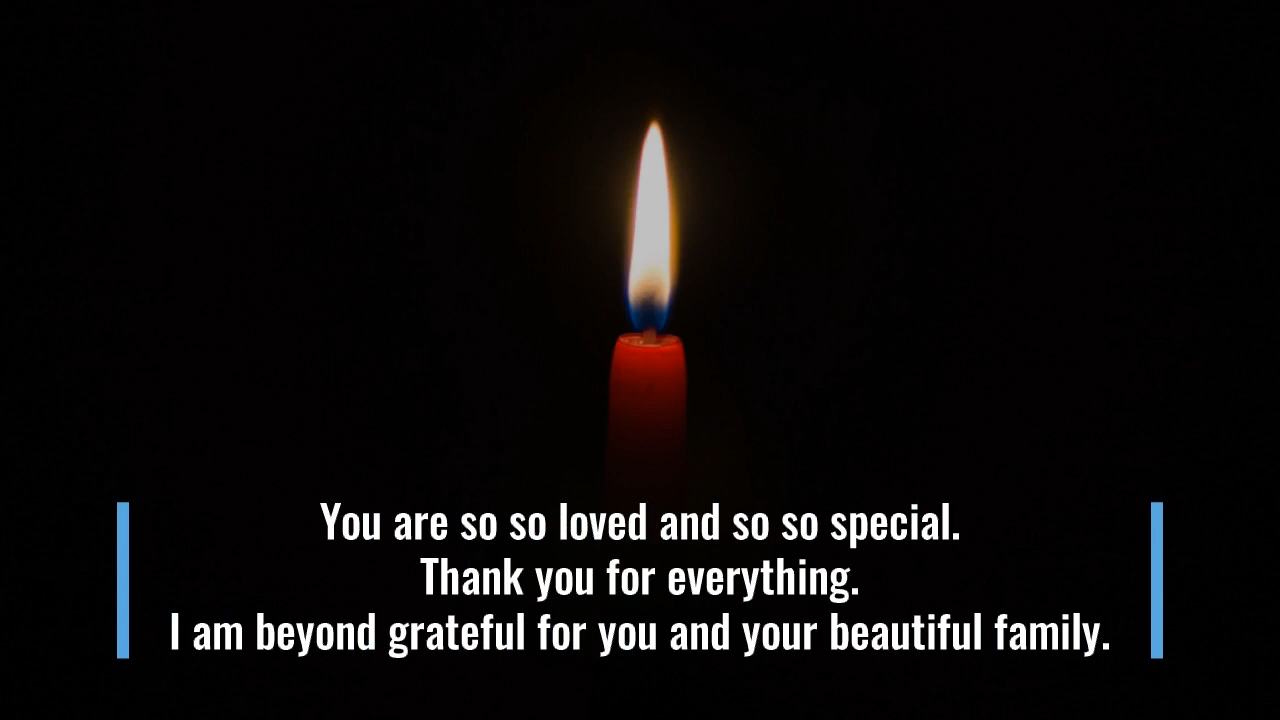 You are so so loved and so so special.
Thank you for everything.
I am beyond grateful for you and your beautiful family.